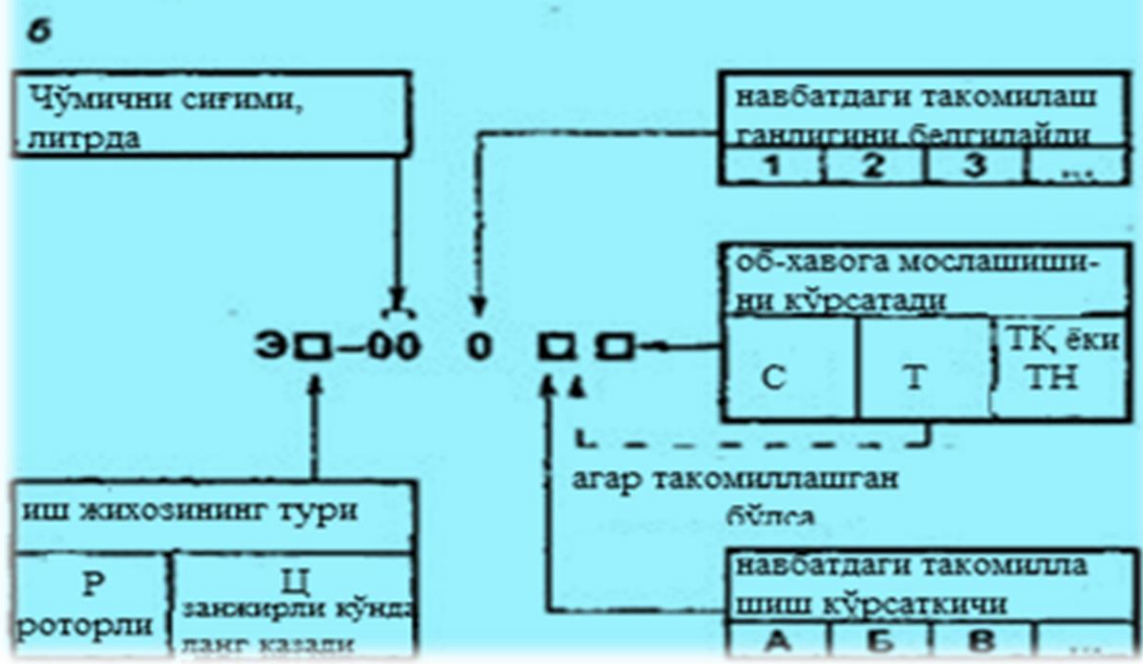 б
Чўмични сиғими,
литрда
навбатдаги такомилаш
ганлигини белгилайди
1 2 3 ...
об-хавога мослашиши-
ни кўрсатади
С Т ТҚ ёки
ТН
Э□–00 0 □ □
агар такомиллашган
бўлса
иш жихозининг тури
Р
роторли
Ц
занжирли кўнда
ланг казади
навбатдаги такомилла
шиш кўрсаткичи
А Б В